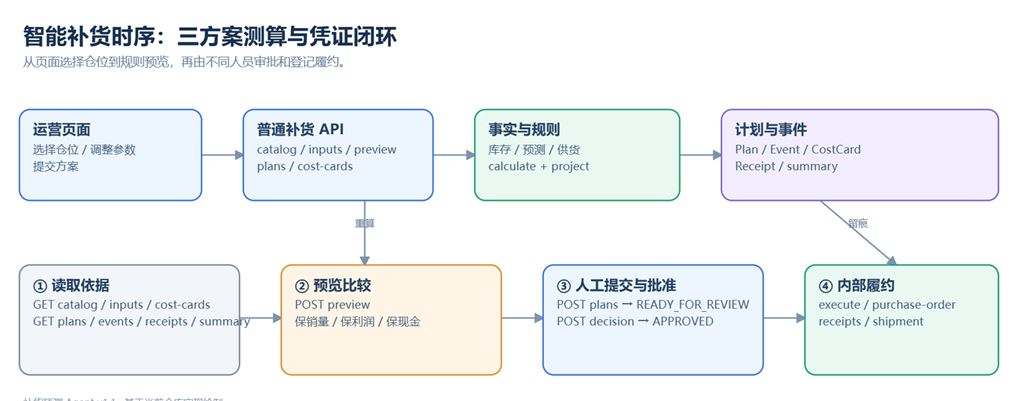 智能补货时序：三方案测算与凭证闭环
从页面选择仓位到规则预览，再由不同人员审批和登记履约。
运营页面
选择仓位 / 调整参数
提交方案
普通补货 API
catalog / inputs / preview
plans / cost-cards
事实与规则
库存 / 预测 / 供货
calculate + project
计划与事件
Plan / Event / CostCard
Receipt / summary
重算
留痕
① 读取依据
GET catalog / inputs / cost-cards
GET plans / events / receipts / summary
② 预览比较
POST preview
保销量 / 保利润 / 保现金
③ 人工提交与批准
POST plans → READY_FOR_REVIEW
POST decision → APPROVED
④ 内部履约
execute / purchase-order
receipts / shipment